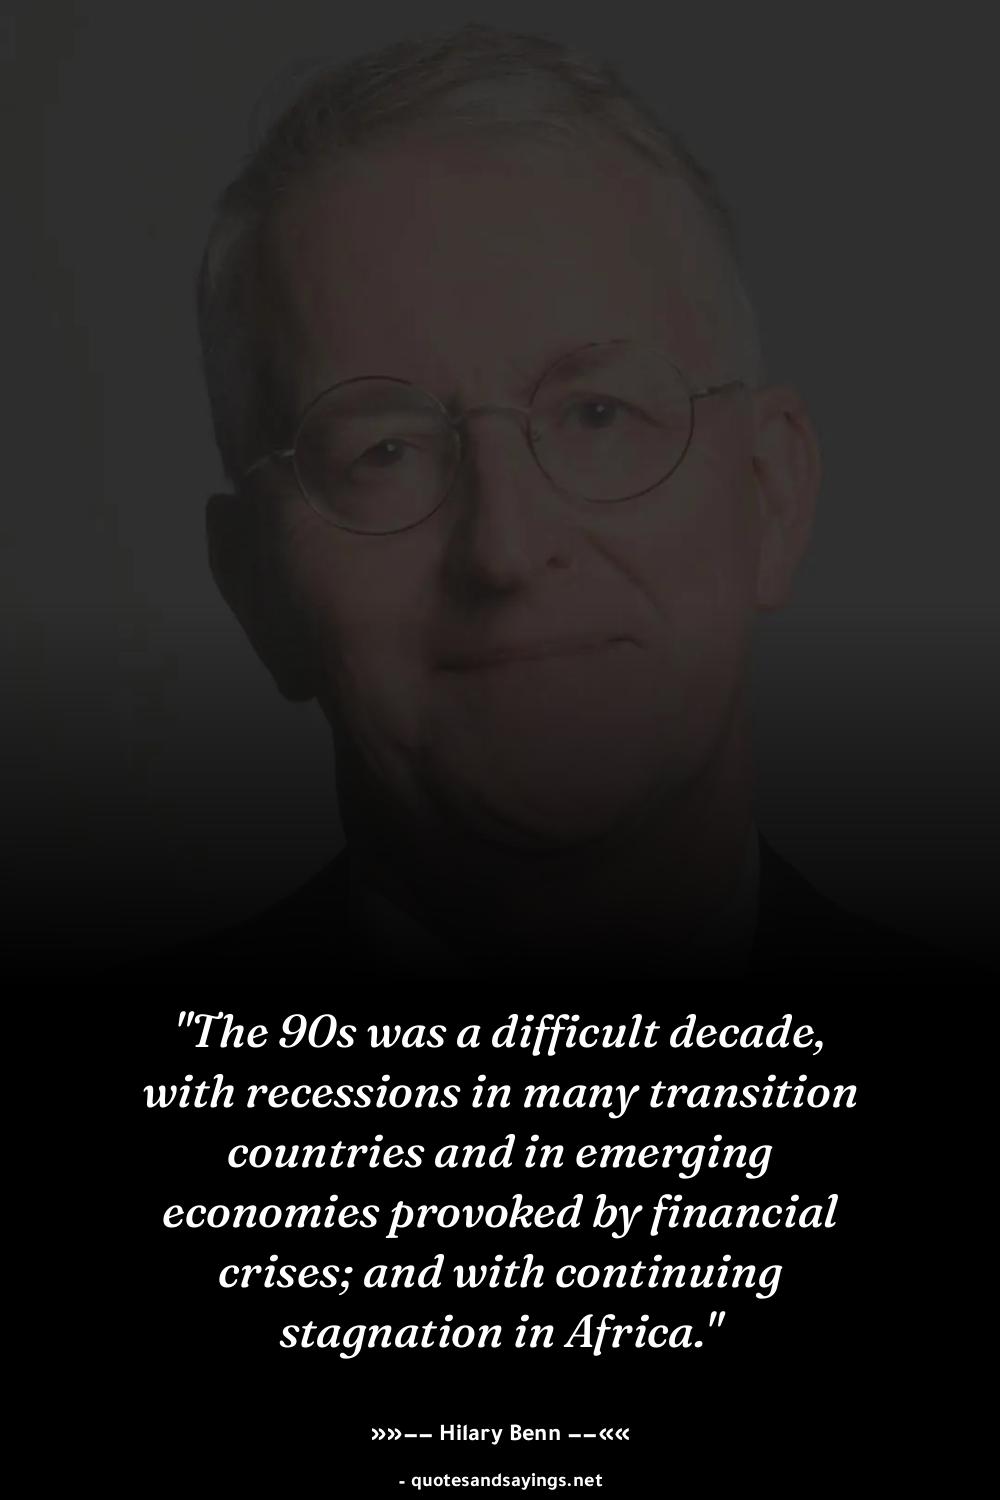 "The 90s was a difficult decade,
with recessions in many transition
countries and in emerging
economies provoked by financial
crises; and with continuing
stagnation in Africa."
»»−− Hilary Benn −−««
- quotesandsayings.net